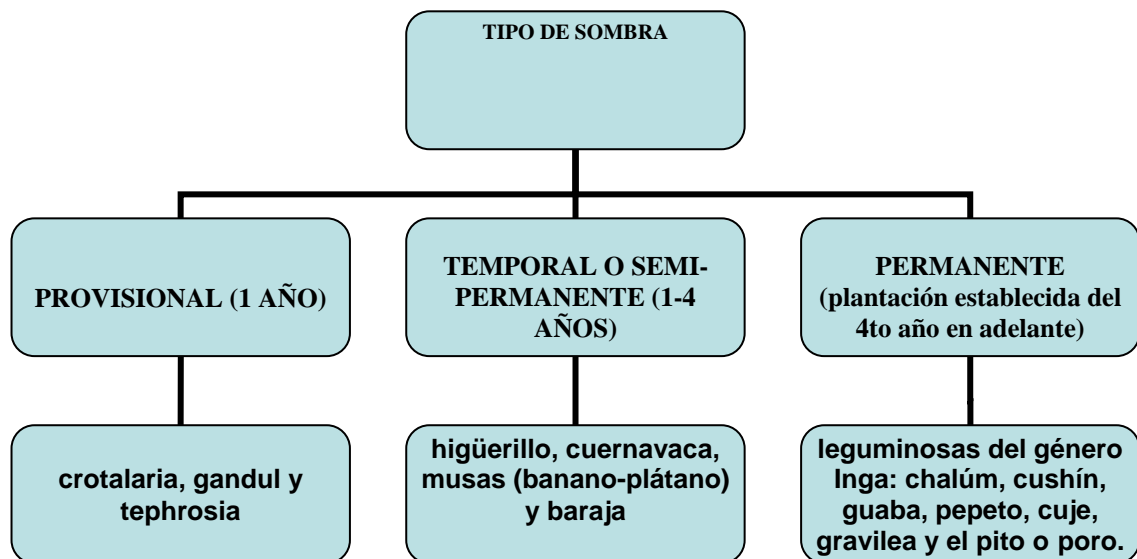 TIPO DE SOMBRA
PROVISIONAL (1 AÑO)
TEMPORAL O SEMI-
PERMANENTE (1-4
AÑOS)
PERMANENTE
(plantación establecida del
4to año en adelante)
crotalaria, gandul y
tephrosia
higüerillo, cuernavaca,
musas (banano-plátano)
y baraja
leguminosas del género
Inga: chalúm, cushín,
guaba, pepeto, cuje,
gravilea y el pito o poro.